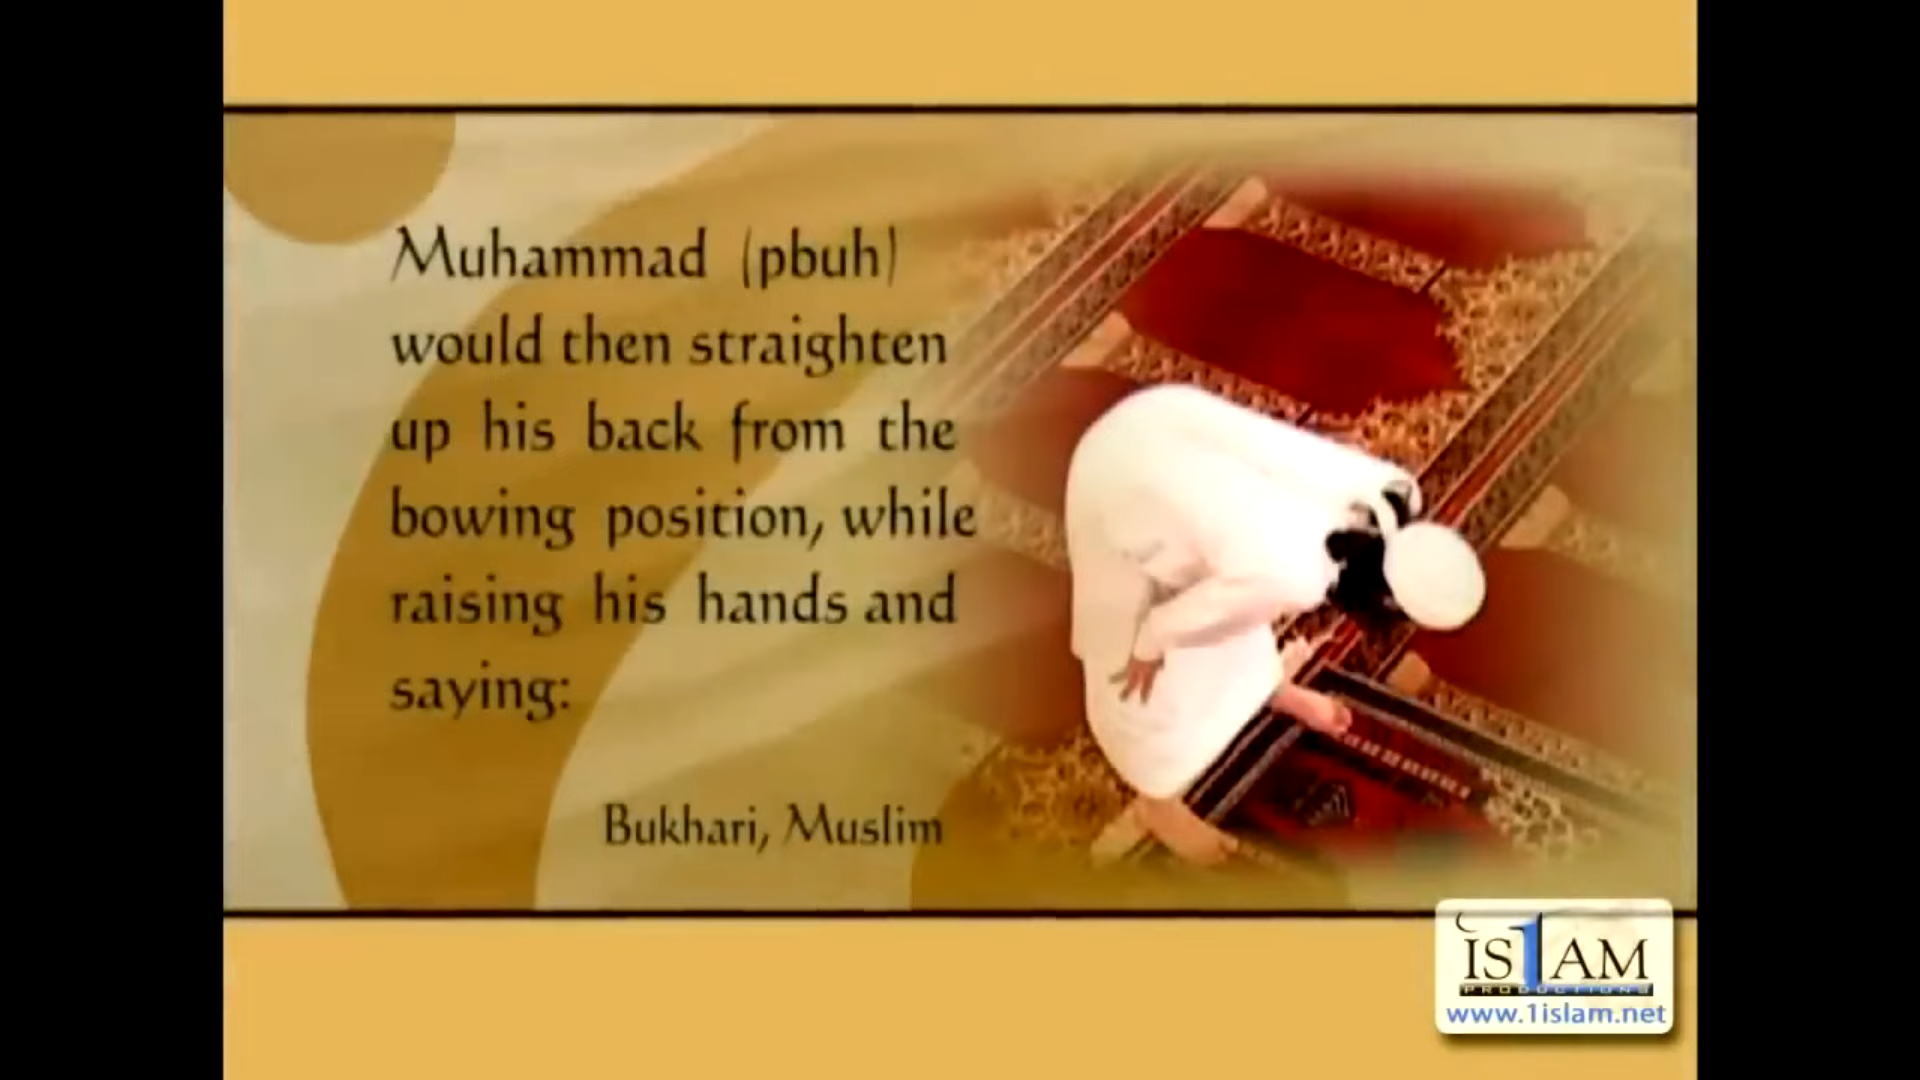 Muhammad (pbuh)
would then straighten
up his back from the
bowing position, while
raising his hands and
saying:
Bukhari, Muslim
IS1AM
PRODUCTIONS
www.1islam.net